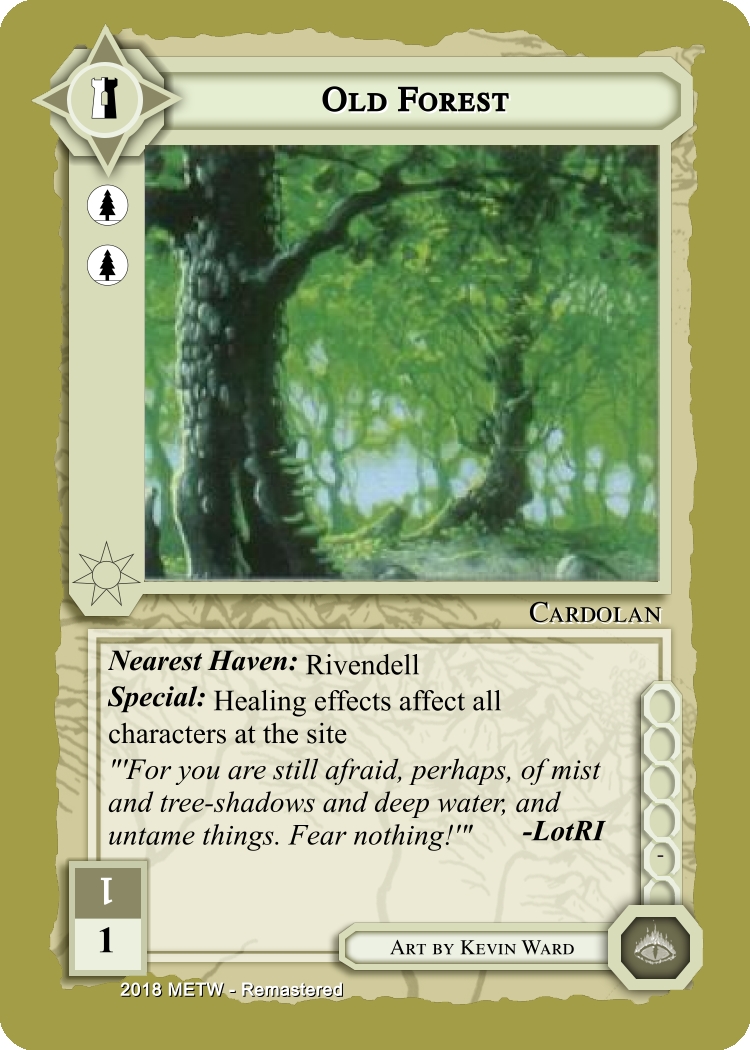 Old Forest
Cardolan
Nearest Haven: Rivendell
Special: Healing effects affect all
characters at the site
"'For you are still afraid, perhaps, of mist
and tree-shadows and deep water, and
untame things. Fear nothing!'" -LotRI
-
1
1
Art by Kevin Ward
2018 METW - Remastered